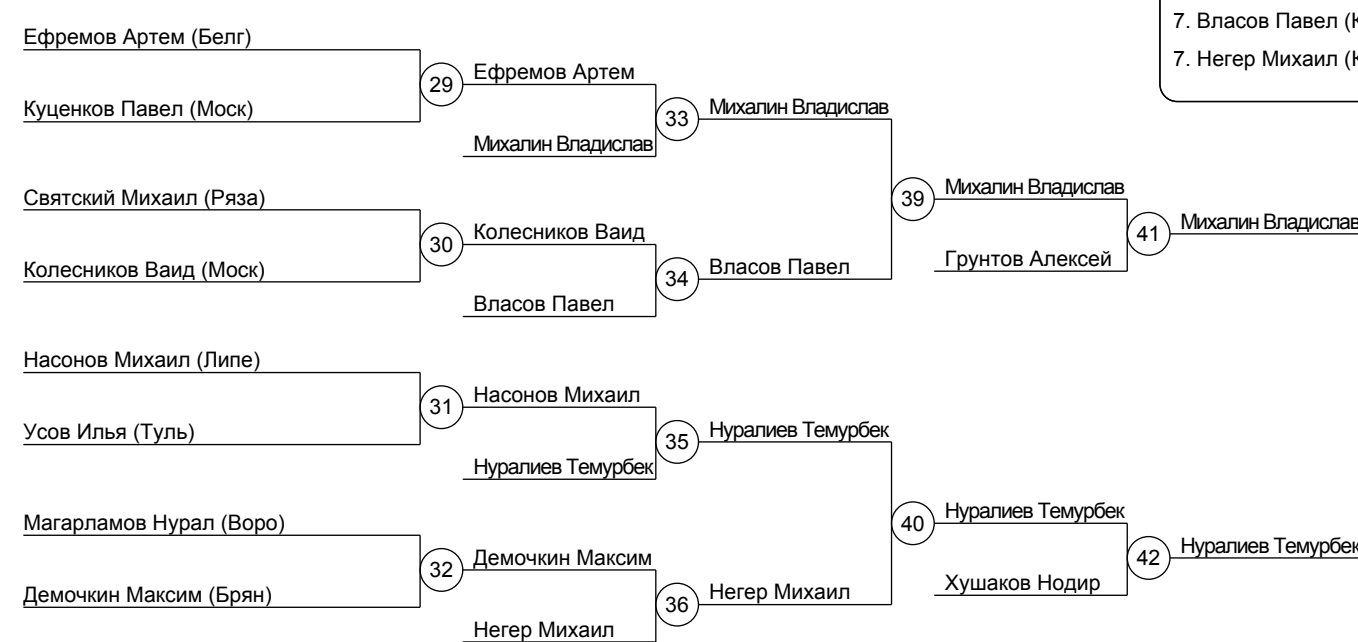 7. Власов Павел (К
7. Негер Михаил (К
Ефремов Артем (Белг)
29
Ефремов Артем
Куценков Павел (Моск)
33
Михалин Владислав
Михалин Владислав
Святский Михаил (Ряза)
39
Михалин Владислав
30
Колесников Ваид
41
Михалин Владислав
Колесников Ваид (Моск)
34
Власов Павел
Грунтов Алексей
Власов Павел
Насонов Михаил (Липе)
31
Насонов Михаил
Усов Илья (Туль)
35
Нуралиев Темурбек
Нуралиев Темурбек
Магарламов Нурал (Воро)
40
Нуралиев Темурбек
32
Демочкин Максим
42
Нуралиев Темурбек
Демочкин Максим (Брян)
36
Негер Михаил
Хушаков Нодир
Негер Михаил